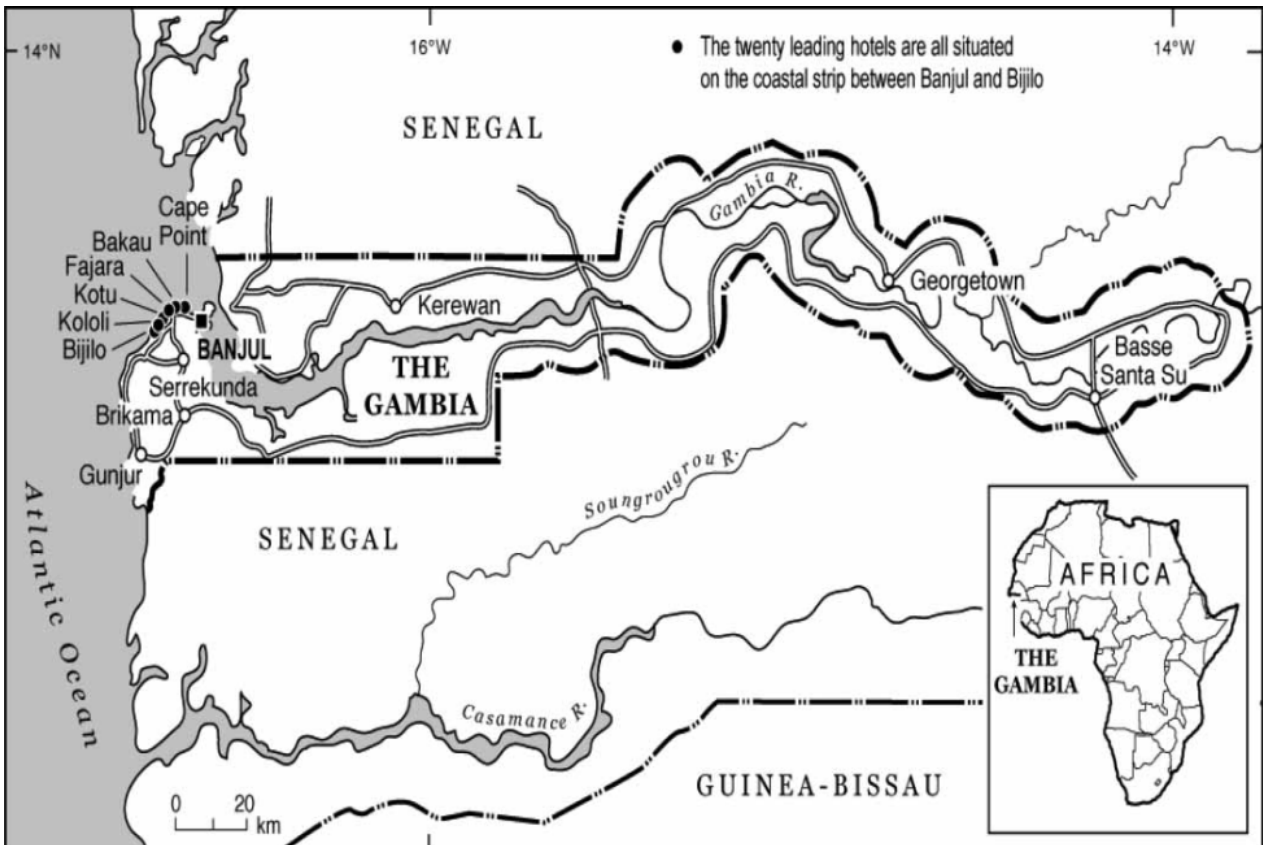 14°N
16°W
14°W
The twenty leading hotels are all situated
on the coastal strip between Banjul and Bijilo
SENEGAL
Gambia R.
Cape
Point
Bakau
Fajara
Kotu
Kololi
Bijilo
BANJUL
Kerewan
Georgetown
THE
GAMBIA
Basse
Santa Su
Serrekunda
Brikama
Gunjur
Soungrougrou R.
SENEGAL
Atlantic Ocean
Casamance R.
GUINEA-BISSAU
0 20
km
AFRICA
THE
GAMBIA